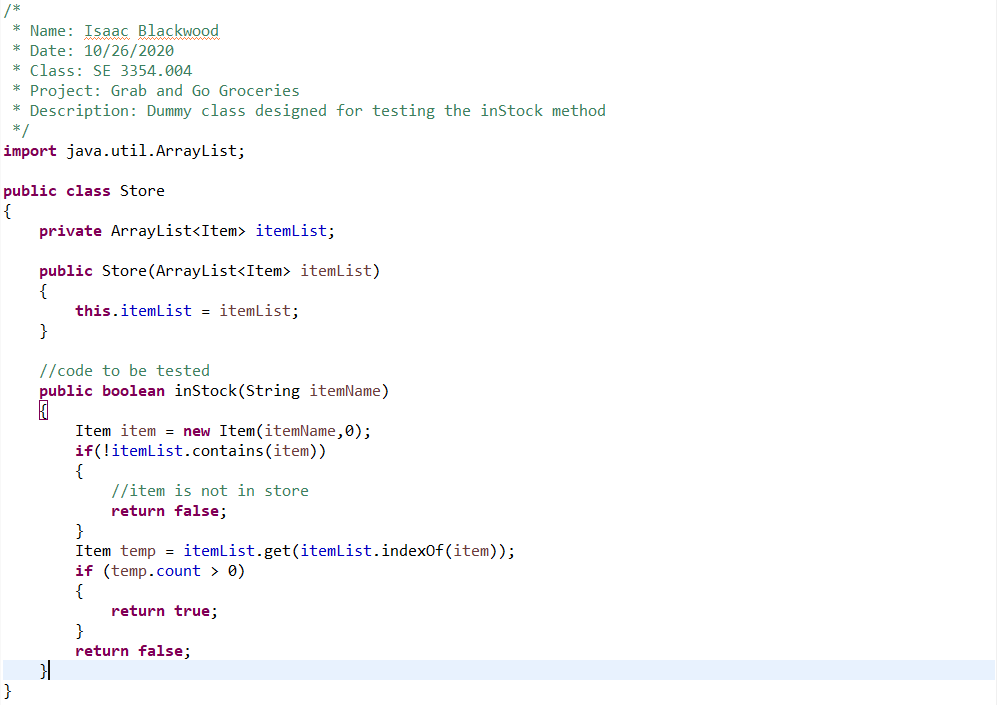 /*
 * Name: Isaac Blackwood
 * Date: 10/26/2020
 * Class: SE 3354.004
 * Project: Grab and Go Groceries
 * Description: Dummy class designed for testing the inStock method
 */
import java.util.ArrayList;

public class Store
{
    private ArrayList<Item> itemList;

    public Store(ArrayList<Item> itemList)
    {
        this.itemList = itemList;
    }

    //code to be tested
    public boolean inStock(String itemName)
    {
        Item item = new Item(itemName,0);
        if(!itemList.contains(item))
        {
            //item is not in store
            return false;
        }
        Item temp = itemList.get(itemList.indexOf(item));
        if (temp.count > 0)
        {
            return true;
        }
        return false;
    }
}